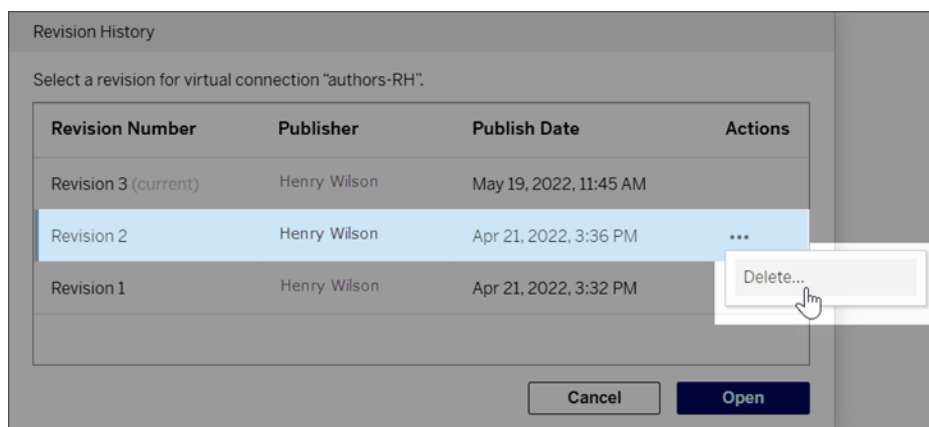 Revision History
Select a revision for virtual connection “authors-RH”.
Revision Number Publisher Publish Date Actions
Revision 3 (current) Henry Wilson May 19, 2022, 11:45 AM
Revision 2 Henry Wilson Apr 21, 2022, 3:36 PM •••
Delete...
Revision 1 Henry Wilson Apr 21, 2022, 3:32 PM
Cancel Open